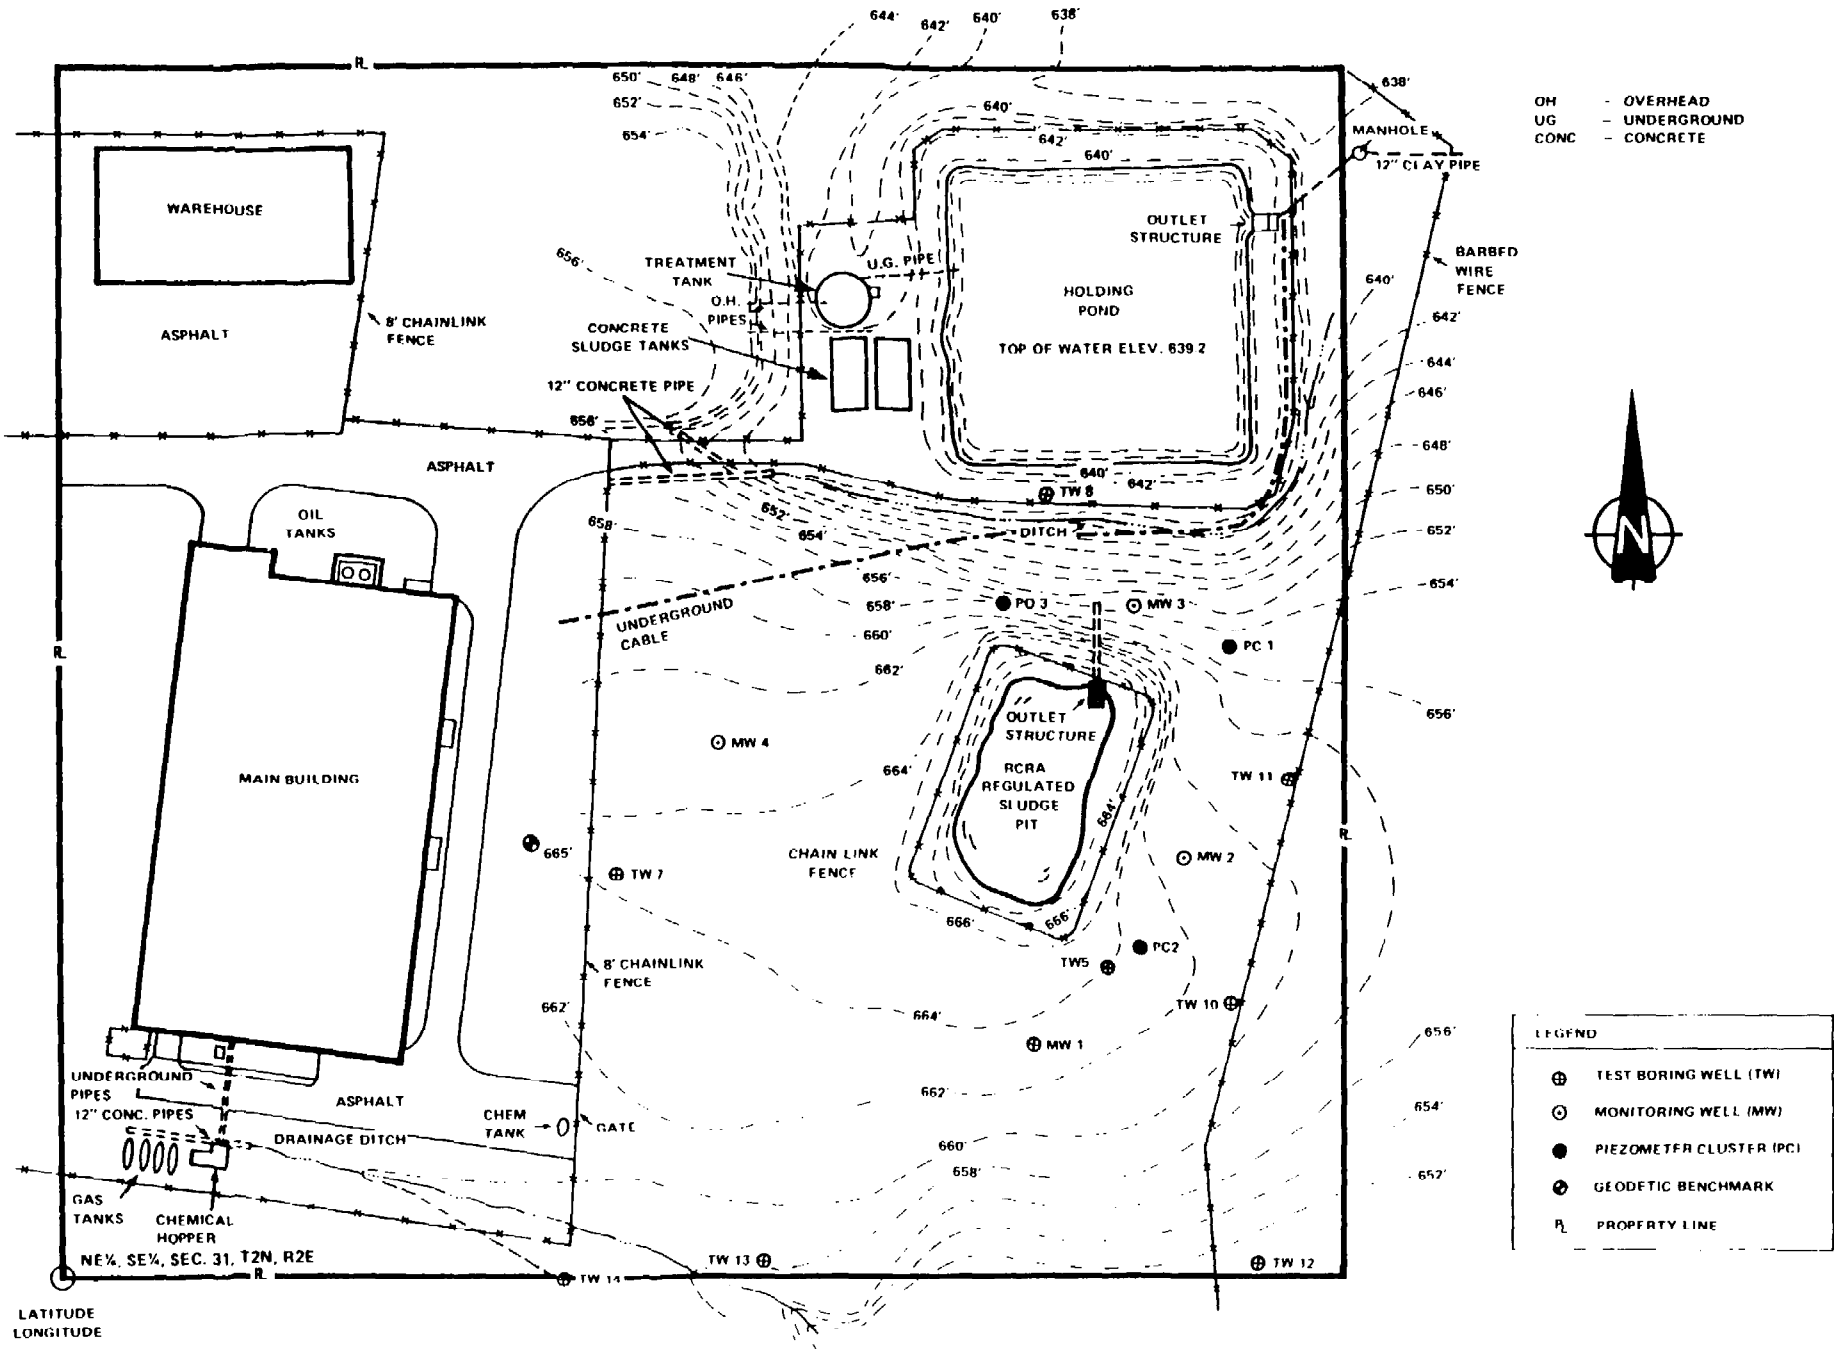 644'
642'
640'
638'
650'
648'
646'
652'
654'
638'
640'
642'
640'
MANHOLE
12" CLAY PIPE
OH - OVERHEAD
UG - UNDERGROUND
CONC - CONCRETE
WAREHOUSE
OUTLET
STRUCTURE
656'
TREATMENT
TANK
U.G. PIPE
BARBED
WIRE
FENCE
O.H.
PIPES
HOLDING
POND
640'
ASPHALT
8' CHAINLINK
FENCE
CONCRETE
SLUDGE TANKS
TOP OF WATER ELEV. 639.2
642'
644'
12" CONCRETE PIPE
646'
656'
648'
ASPHALT
640'
642'
TW 8
650'
OIL
TANKS
658'
652'
654'
DITCH
652'
N
656'
654'
UNDERGROUND
CABLE
658'
PO 3
MW 3
660'
PC 1
662'
656'
OUTLET
STRUCTURE
MW 4
MAIN BUILDING
664'
RCRA
REGULATED
SLUDGE
PIT
664'
TW 11
665'
TW 7
CHAIN LINK
FENCE
MW 2
666'
666'
PC2
TW5
8' CHAINLINK
FENCE
662'
664'
TW 10
MW 1
656'
UNDERGROUND
PIPES
12" CONC. PIPES
ASPHALT
662'
654'
CHEM
TANK
GATE
DRAINAGE DITCH
660'
658'
652'
GAS
TANKS
CHEMICAL
HOPPER
NE¼, SE¼, SEC. 31, T2N, R2E
TW 13
TW 12
TW 14
LATITUDE
LONGITUDE
LEGEND
TEST BORING WELL (TW)
MONITORING WELL (MW)
PIEZOMETER CLUSTER (PC)
GEODETIC BENCHMARK
PL PROPERTY LINE